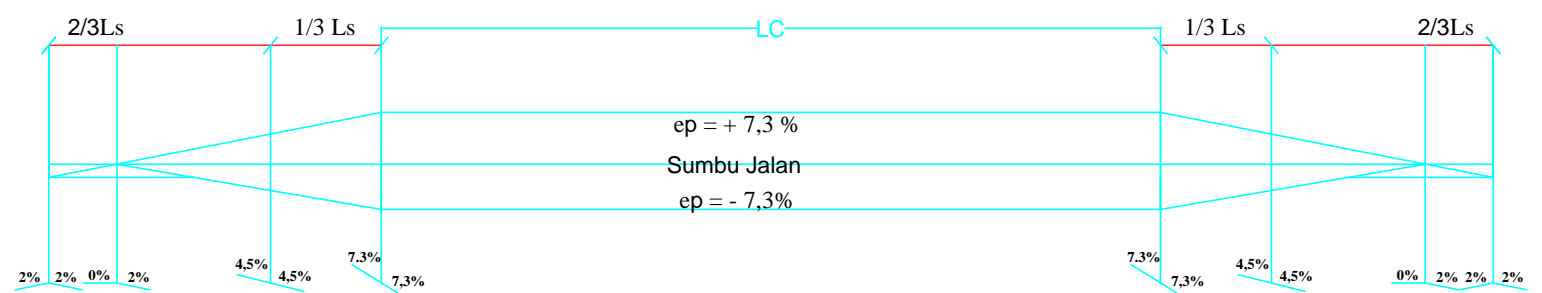 2/3Ls 1/3 Ls LC 1/3 Ls 2/3Ls
ep = + 7,3 %
Sumbu Jalan
ep = - 7,3%
2% 2% 0% 2% 4,5% 4,5% 7.3% 7,3% 7.3% 7,3% 4,5% 4,5% 0% 2% 2% 2%